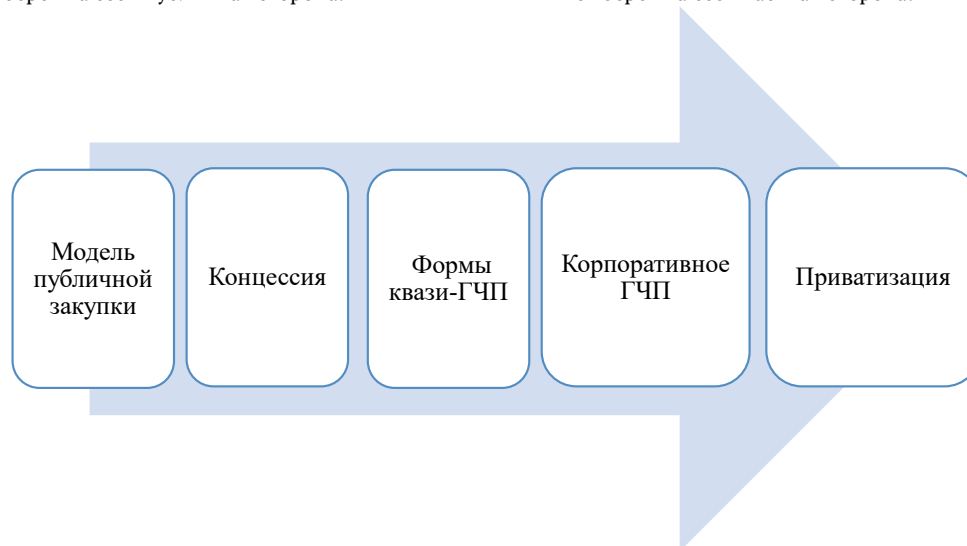 Модель
публичной
закупки
Концессия
Формы
квази-ГЧП
Корпоративное
ГЧП
Приватизация